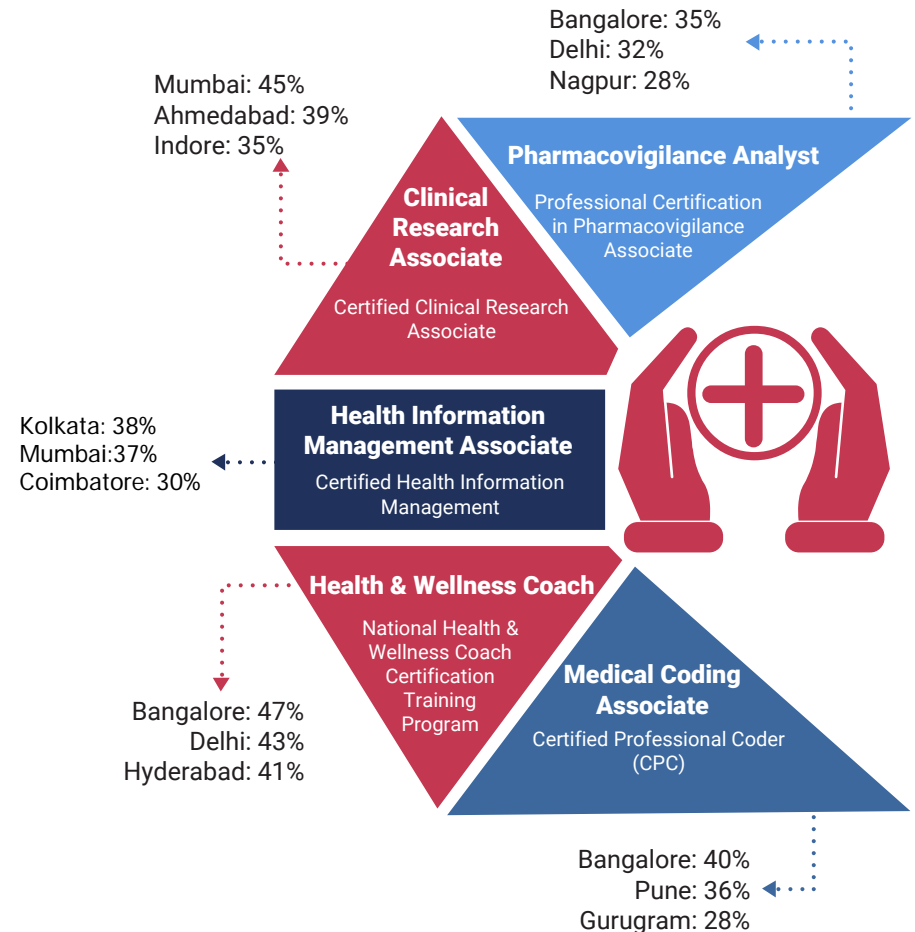 Bangalore: 35%
Delhi: 32%
Nagpur: 28%
Mumbai: 45%
Ahmedabad: 39%
Indore: 35%
Pharmacovigilance Analyst
Professional Certification
in Pharmacovigilance
Associate
Clinical
Research
Associate
Certified Clinical Research
Associate
Health Information
Management Associate
Certified Health Information
Management
Kolkata: 38%
Mumbai:37%
Coimbatore: 30%
Health & Wellness Coach
National Health &
Wellness Coach
Certification
Training
Program
Bangalore: 47%
Delhi: 43%
Hyderabad: 41%
Medical Coding
Associate
Certified Professional Coder
(CPC)
Bangalore: 40%
Pune: 36%
Gurugram: 28%